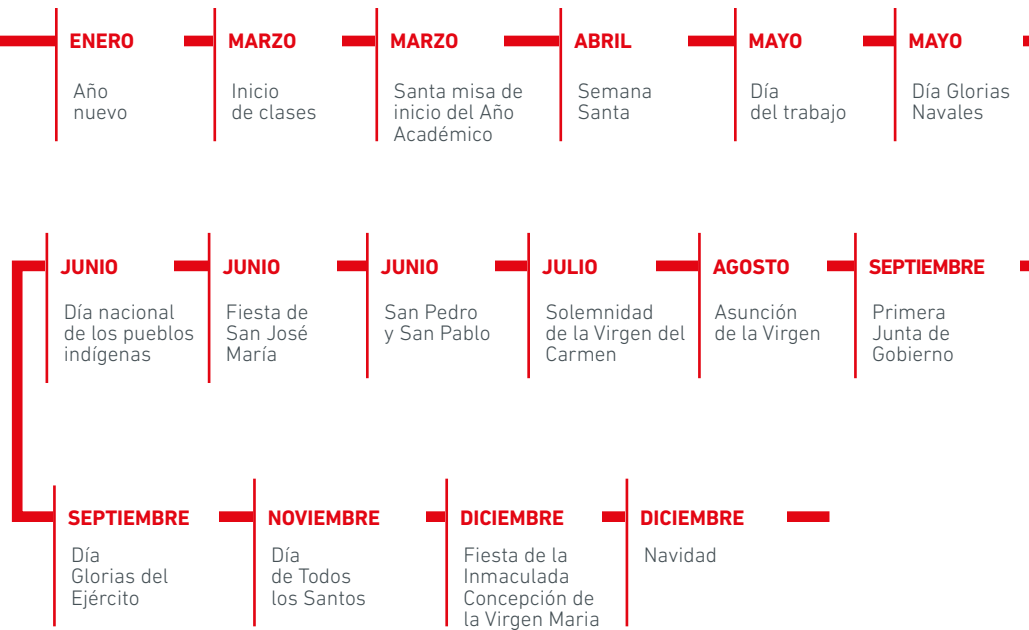 ENERO
Año
nuevo
MARZO
Inicio
de clases
MARZO
Santa misa de
inicio del Año
Académico
ABRIL
Semana
Santa
MAYO
Día
del trabajo
MAYO
Día Glorias
Navales
JUNIO
Día nacional
de los pueblos
indígenas
JUNIO
Fiesta de
San José
María
JUNIO
San Pedro
y San Pablo
JULIO
Solemnidad
de la Virgen del
Carmen
AGOSTO
Asunción
de la Virgen
SEPTIEMBRE
Primera
Junta de
Gobierno
SEPTIEMBRE
Día
Glorias del
Ejército
NOVIEMBRE
Día
de Todos
los Santos
DICIEMBRE
Fiesta de la
Inmaculada
Concepción de
la Virgen Maria
DICIEMBRE
Navidad